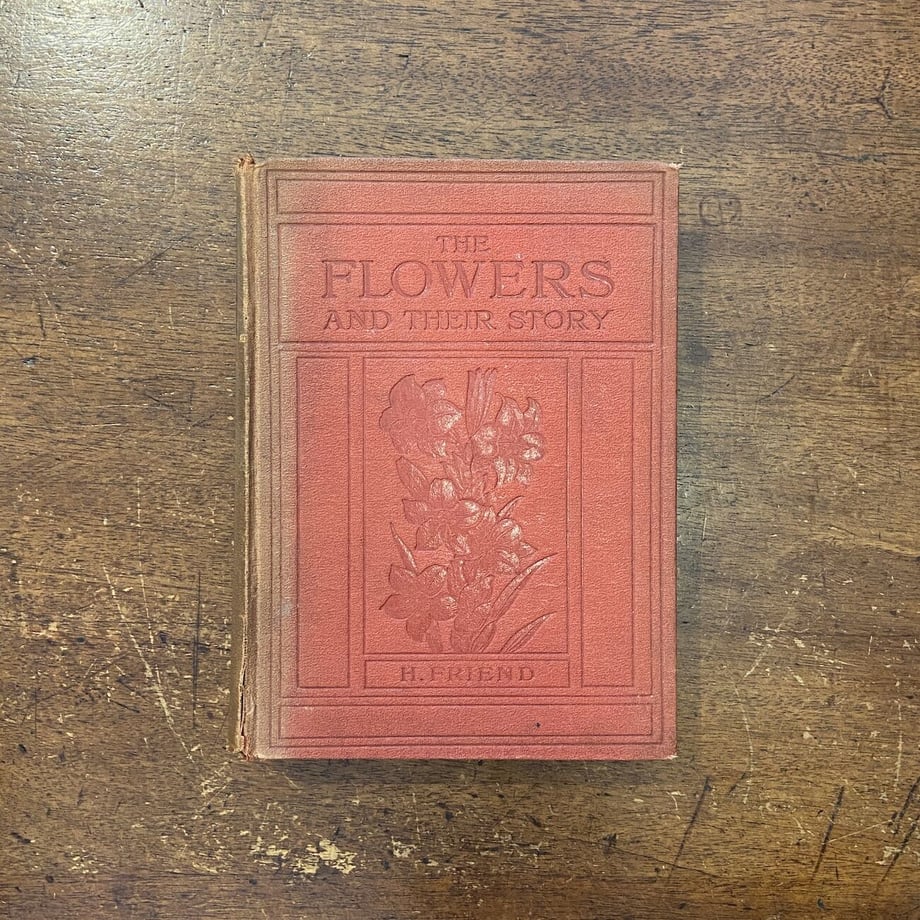 THE
FLOWERS
AND THEIR STORY
H. FRIEND